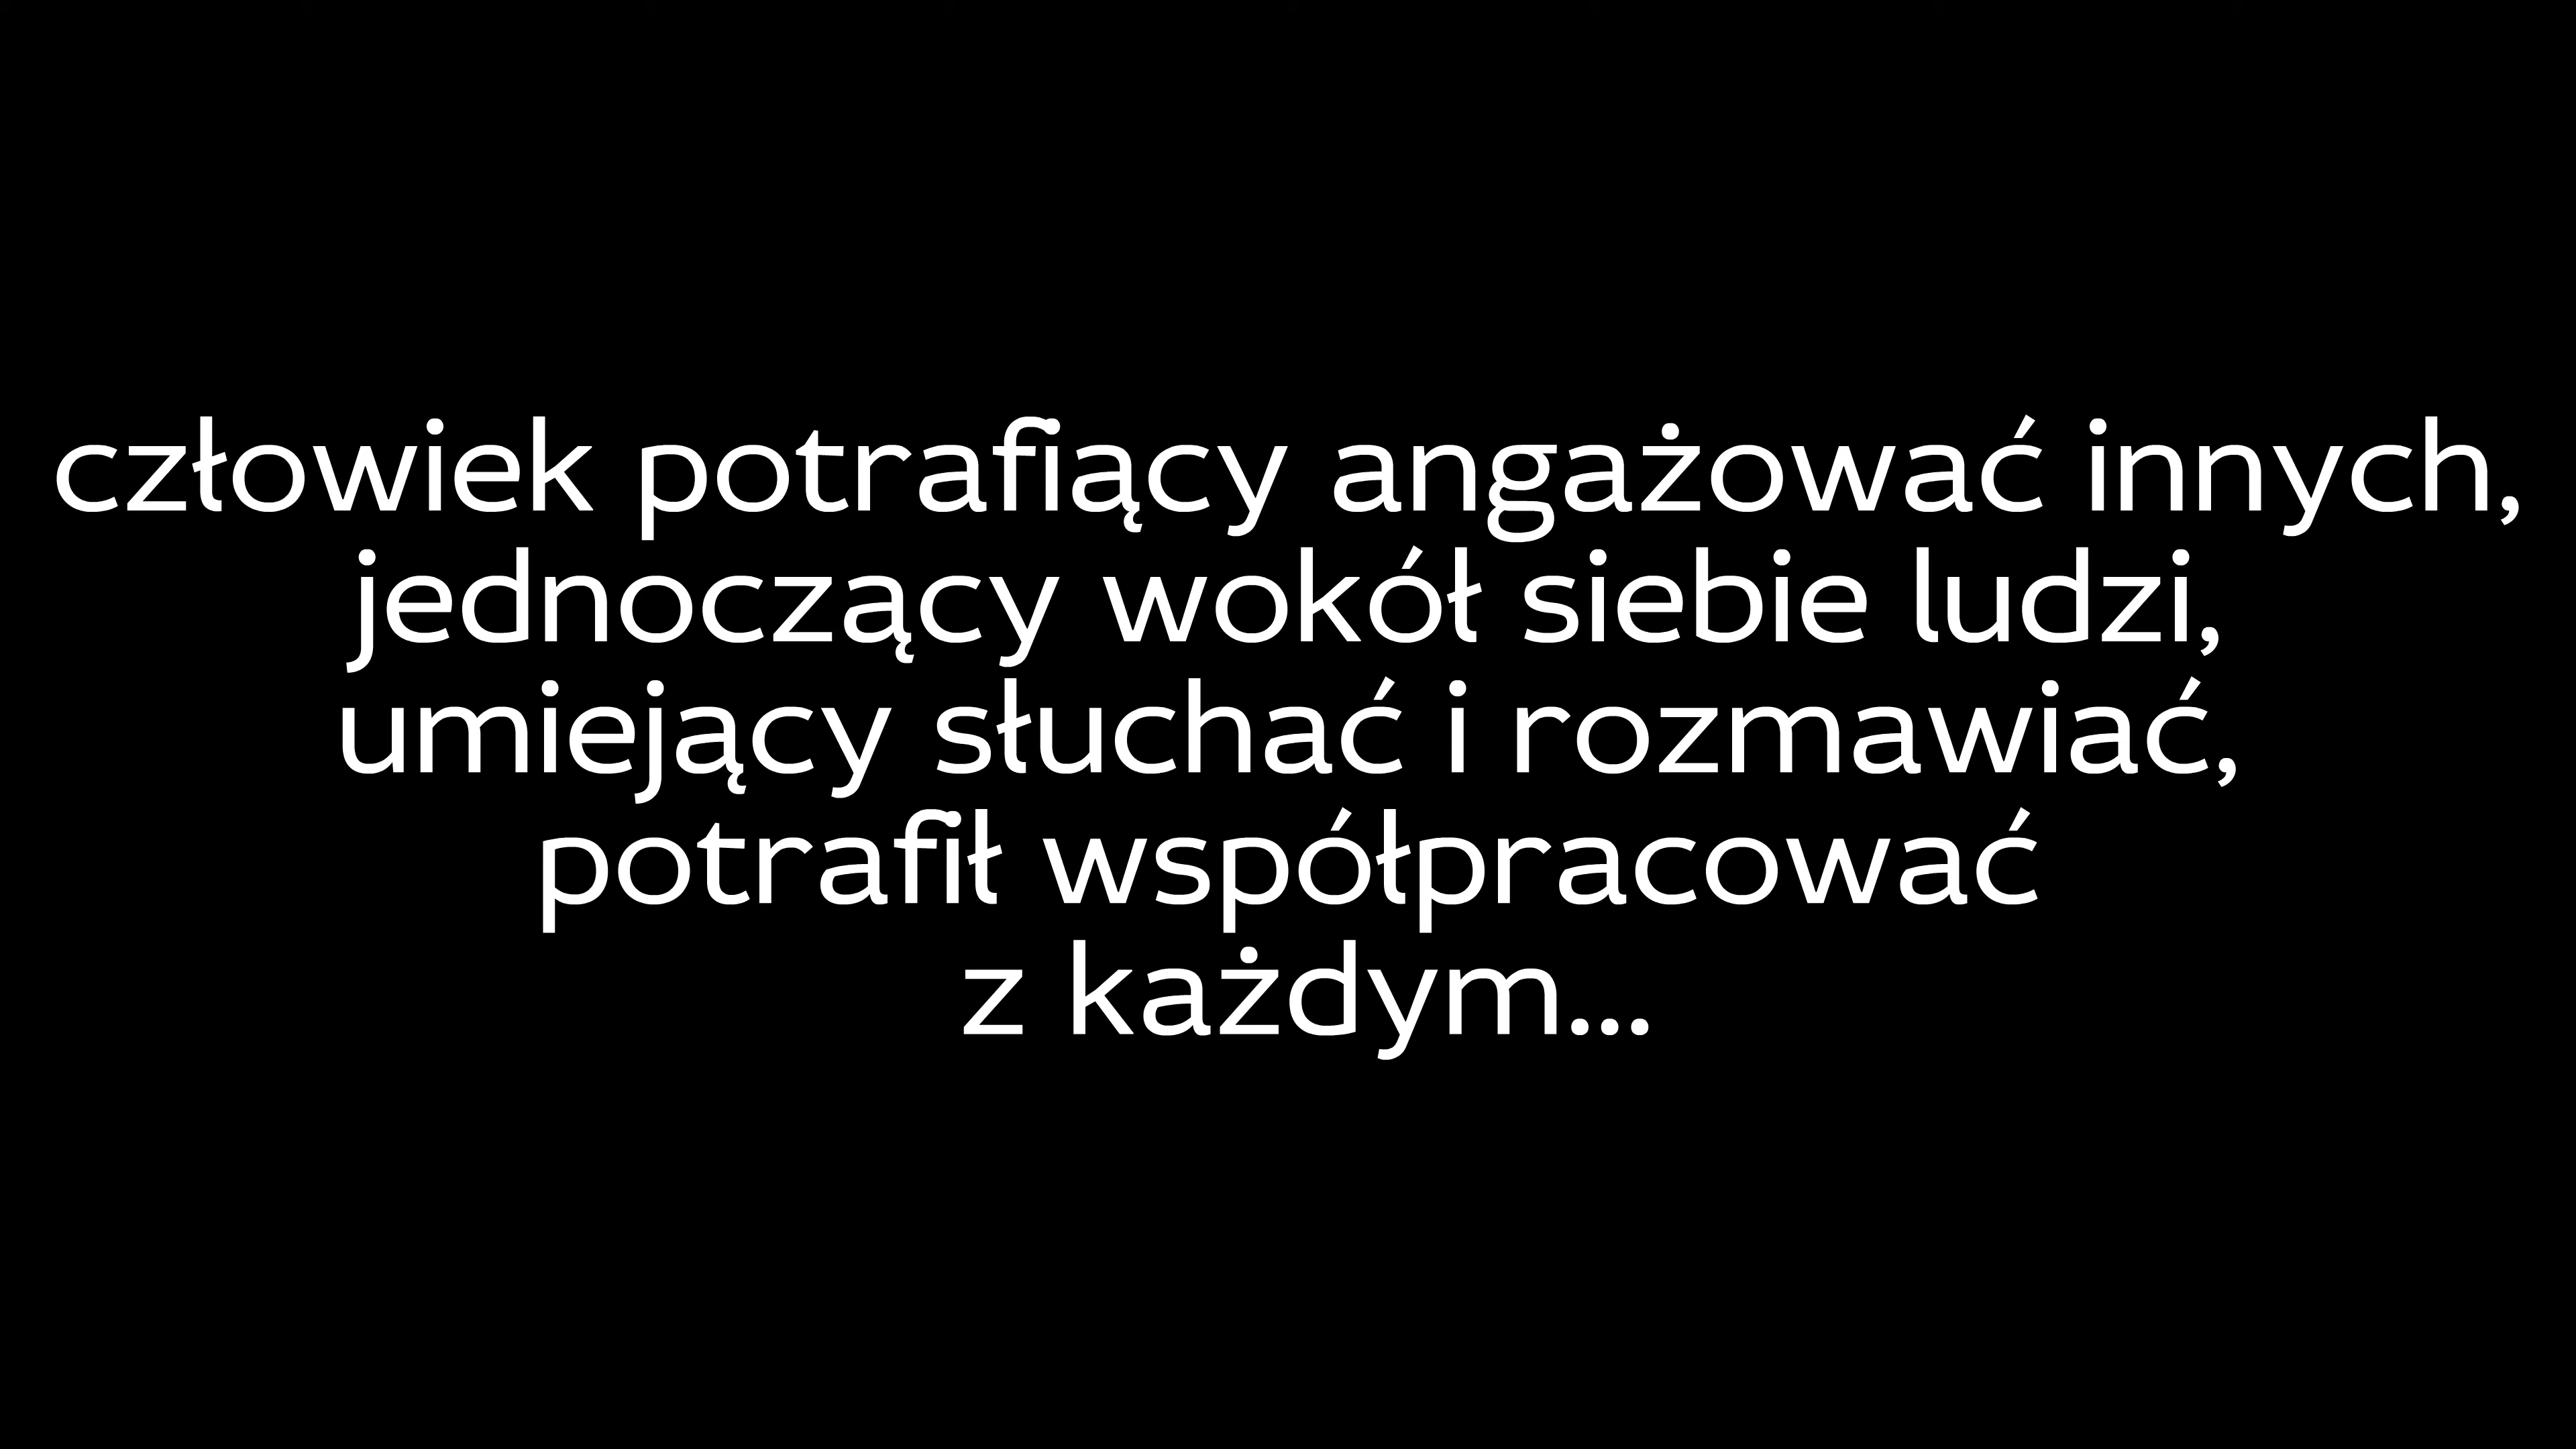 człowiek potrafiący angażować innych,
jednoczący wokół siebie ludzi,
umiejący słuchać i rozmawiać,
potrafił współpracować
z każdym...